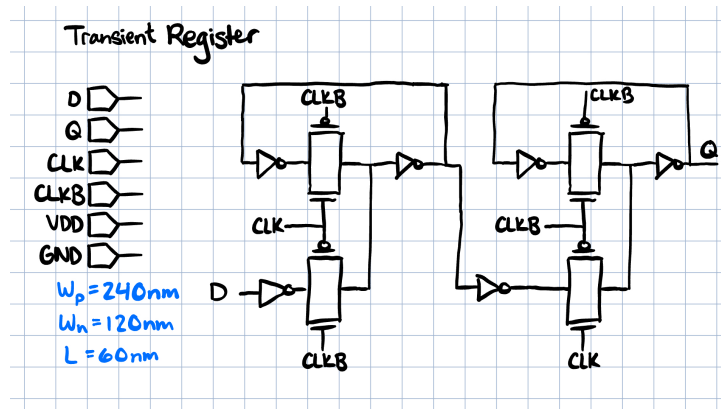 Transient Register
D
Q
CLK
CLKB
VDD
GND
Wp=240nm
Wn=120nm
L=60nm
CLKB
CLK
D
CLKB
CLKB
Q
CLKB
CLK